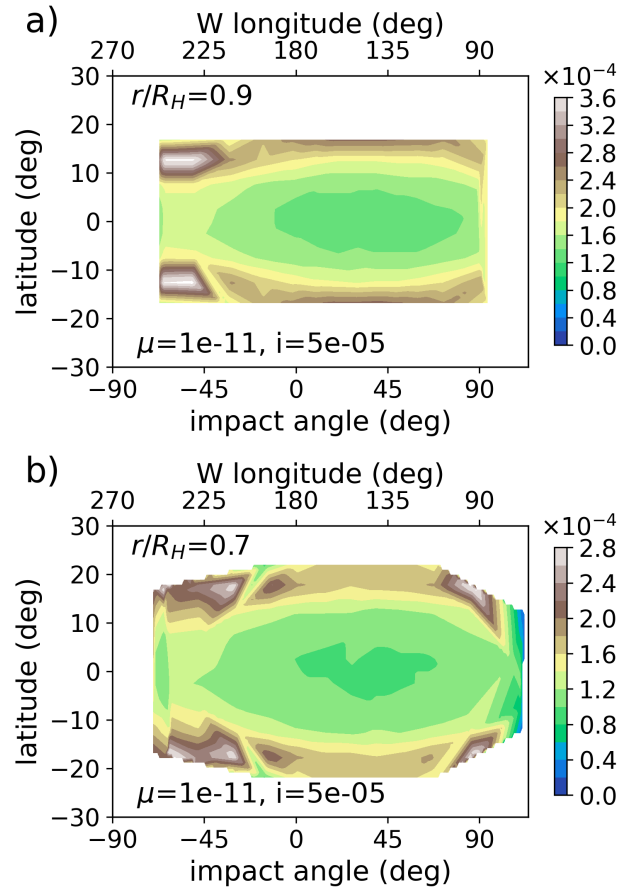 a)
W longitude (deg)
270 225 180 135 90
×10⁻⁴
r/R_H=0.9
30
20
10
0
−10
−20
−30
latitude (deg)
μ=1e-11, i=5e-05
−90 −45 0 45 90
impact angle (deg)
3.6
3.2
2.8
2.4
2.0
1.6
1.2
0.8
0.4
0.0
b)
W longitude (deg)
270 225 180 135 90
×10⁻⁴
r/R_H=0.7
30
20
10
0
−10
−20
−30
latitude (deg)
μ=1e-11, i=5e-05
−90 −45 0 45 90
impact angle (deg)
2.8
2.4
2.0
1.6
1.2
0.8
0.4
0.0